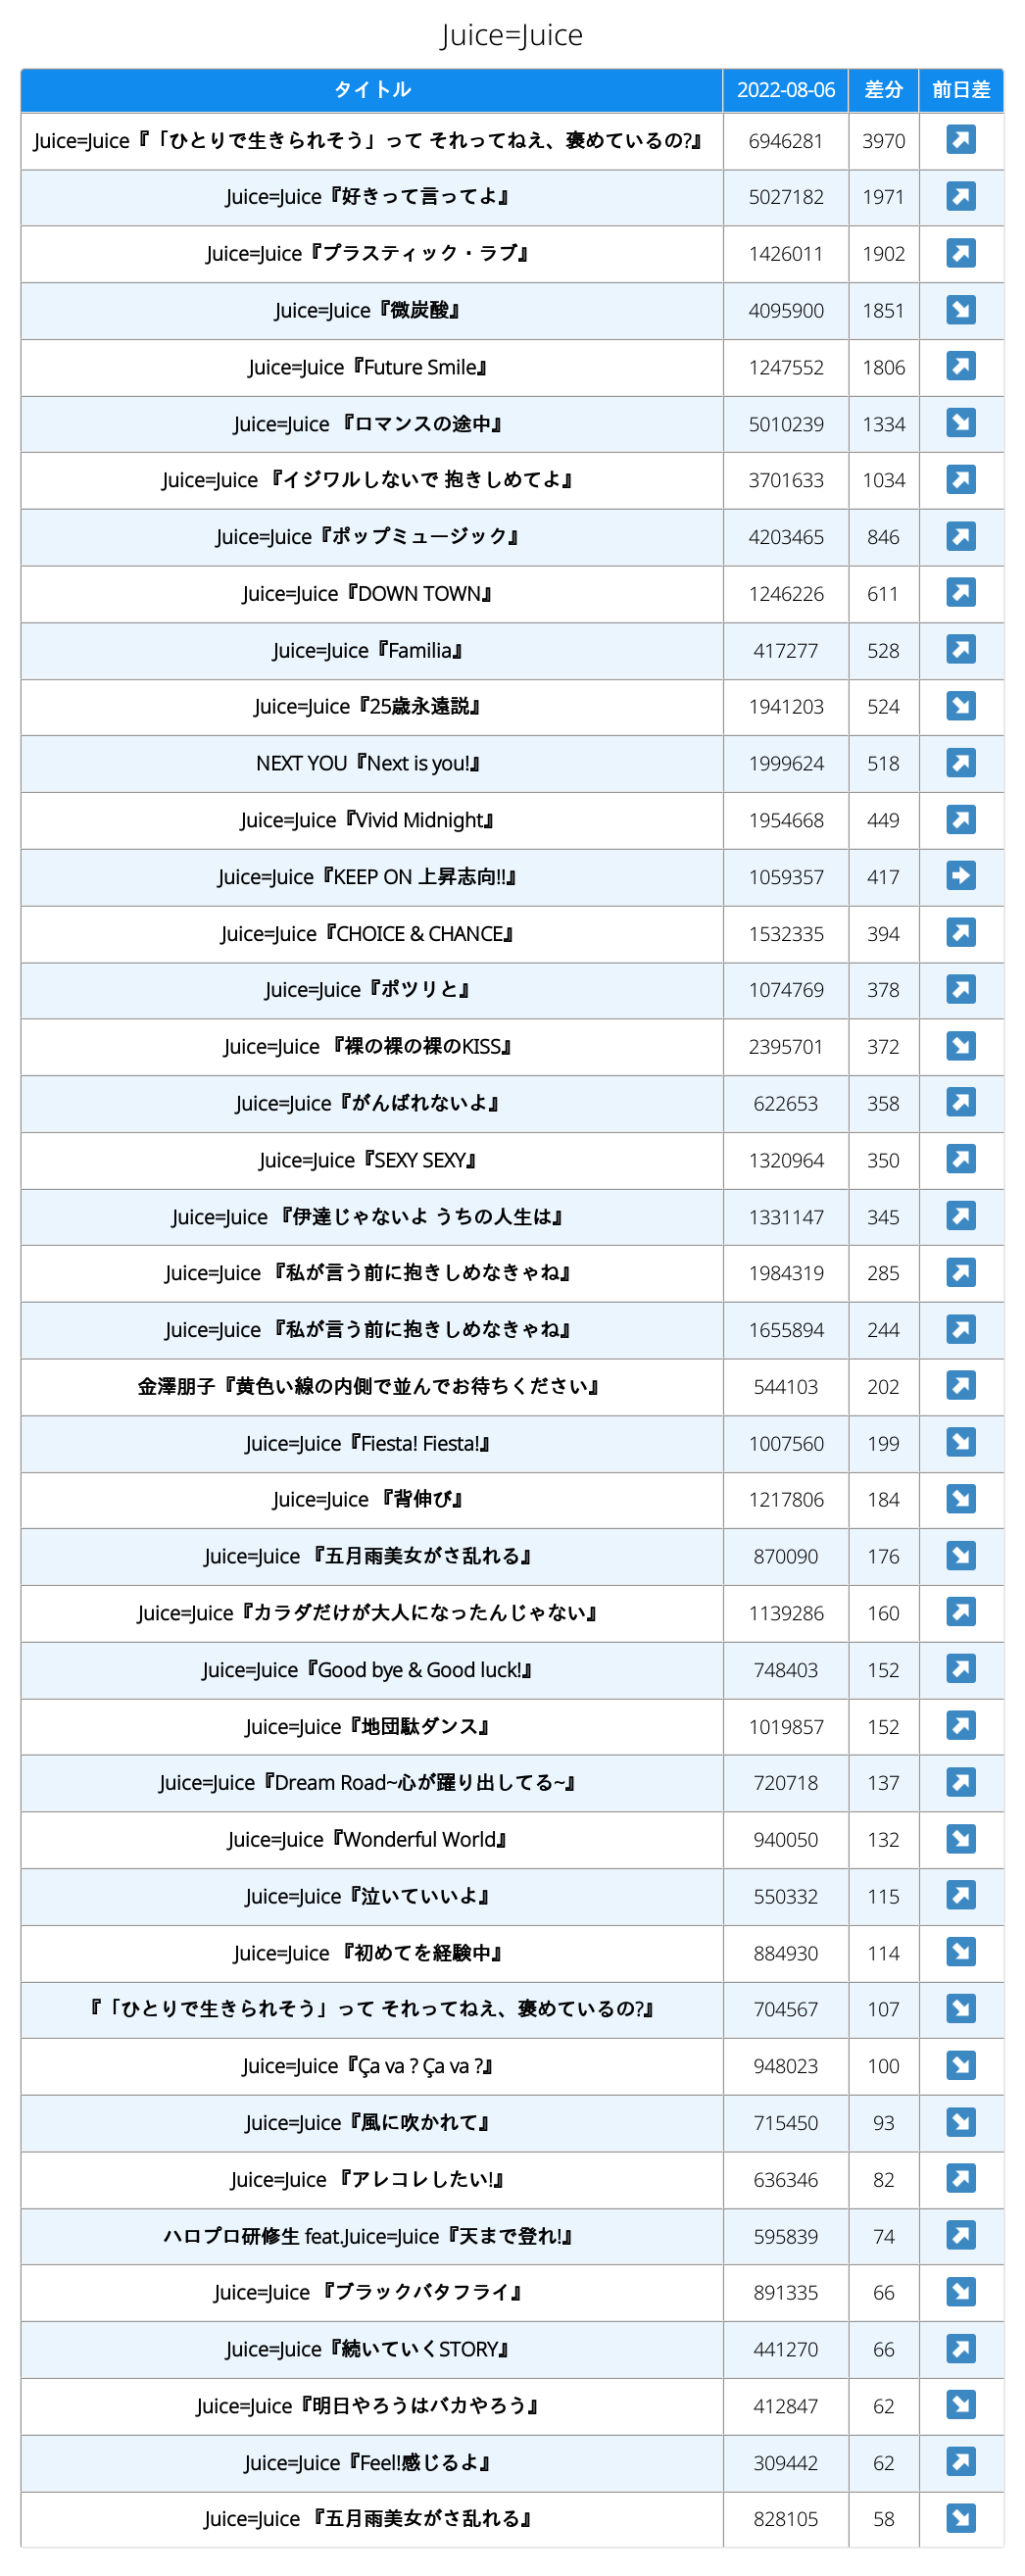 Juice=Juice
タイトル 2022-08-06 差分 前日差
Juice=Juice『「ひとりで生きられそう」って それってねえ、褒めているの?』 6946281 3970
Juice=Juice『好きって言ってよ』 5027182 1971
Juice=Juice『プラスティック・ラブ』 1426011 1902
Juice=Juice『微炭酸』 4095900 1851
Juice=Juice『Future Smile』 1247552 1806
Juice=Juice 『ロマンスの途中』 5010239 1334
Juice=Juice 『イジワルしないで 抱きしめてよ』 3701633 1034
Juice=Juice『ポップミュージック』 4203465 846
Juice=Juice『DOWN TOWN』 1246226 611
Juice=Juice『Familia』 417277 528
Juice=Juice『25歳永遠説』 1941203 524
NEXT YOU『Next is you!』 1999624 518
Juice=Juice『Vivid Midnight』 1954668 449
Juice=Juice『KEEP ON 上昇志向!!』 1059357 417
Juice=Juice『CHOICE & CHANCE』 1532335 394
Juice=Juice『ポツリと』 1074769 378
Juice=Juice 『裸の裸の裸のKISS』 2395701 372
Juice=Juice『がんばれないよ』 622653 358
Juice=Juice『SEXY SEXY』 1320964 350
Juice=Juice 『伊達じゃないよ うちの人生は』 1331147 345
Juice=Juice 『私が言う前に抱きしめなきゃね』 1984319 285
Juice=Juice 『私が言う前に抱きしめなきゃね』 1655894 244
金澤朋子『黄色い線の内側で並んでお待ちください』 544103 202
Juice=Juice『Fiesta! Fiesta!』 1007560 199
Juice=Juice 『背伸び』 1217806 184
Juice=Juice 『五月雨美女がさ乱れる』 870090 176
Juice=Juice『カラダだけが大人になったんじゃない』 1139286 160
Juice=Juice『Good bye & Good luck!』 748403 152
Juice=Juice『地団駄ダンス』 1019857 152
Juice=Juice『Dream Road~心が躍り出してる~』 720718 137
Juice=Juice『Wonderful World』 940050 132
Juice=Juice『泣いていいよ』 550332 115
Juice=Juice 『初めてを経験中』 884930 114
『「ひとりで生きられそう」って それってねえ、褒めているの?』 704567 107
Juice=Juice『Ça va ? Ça va ?』 948023 100
Juice=Juice『風に吹かれて』 715450 93
Juice=Juice 『アレコレしたい!』 636346 82
ハロプロ研修生 feat.Juice=Juice『天まで登れ!』 595839 74
Juice=Juice 『ブラックバタフライ』 891335 66
Juice=Juice『続いていくSTORY』 441270 66
Juice=Juice『明日やろうはバカやろう』 412847 62
Juice=Juice『Feel!感じるよ』 309442 62
Juice=Juice 『五月雨美女がさ乱れる』 828105 58